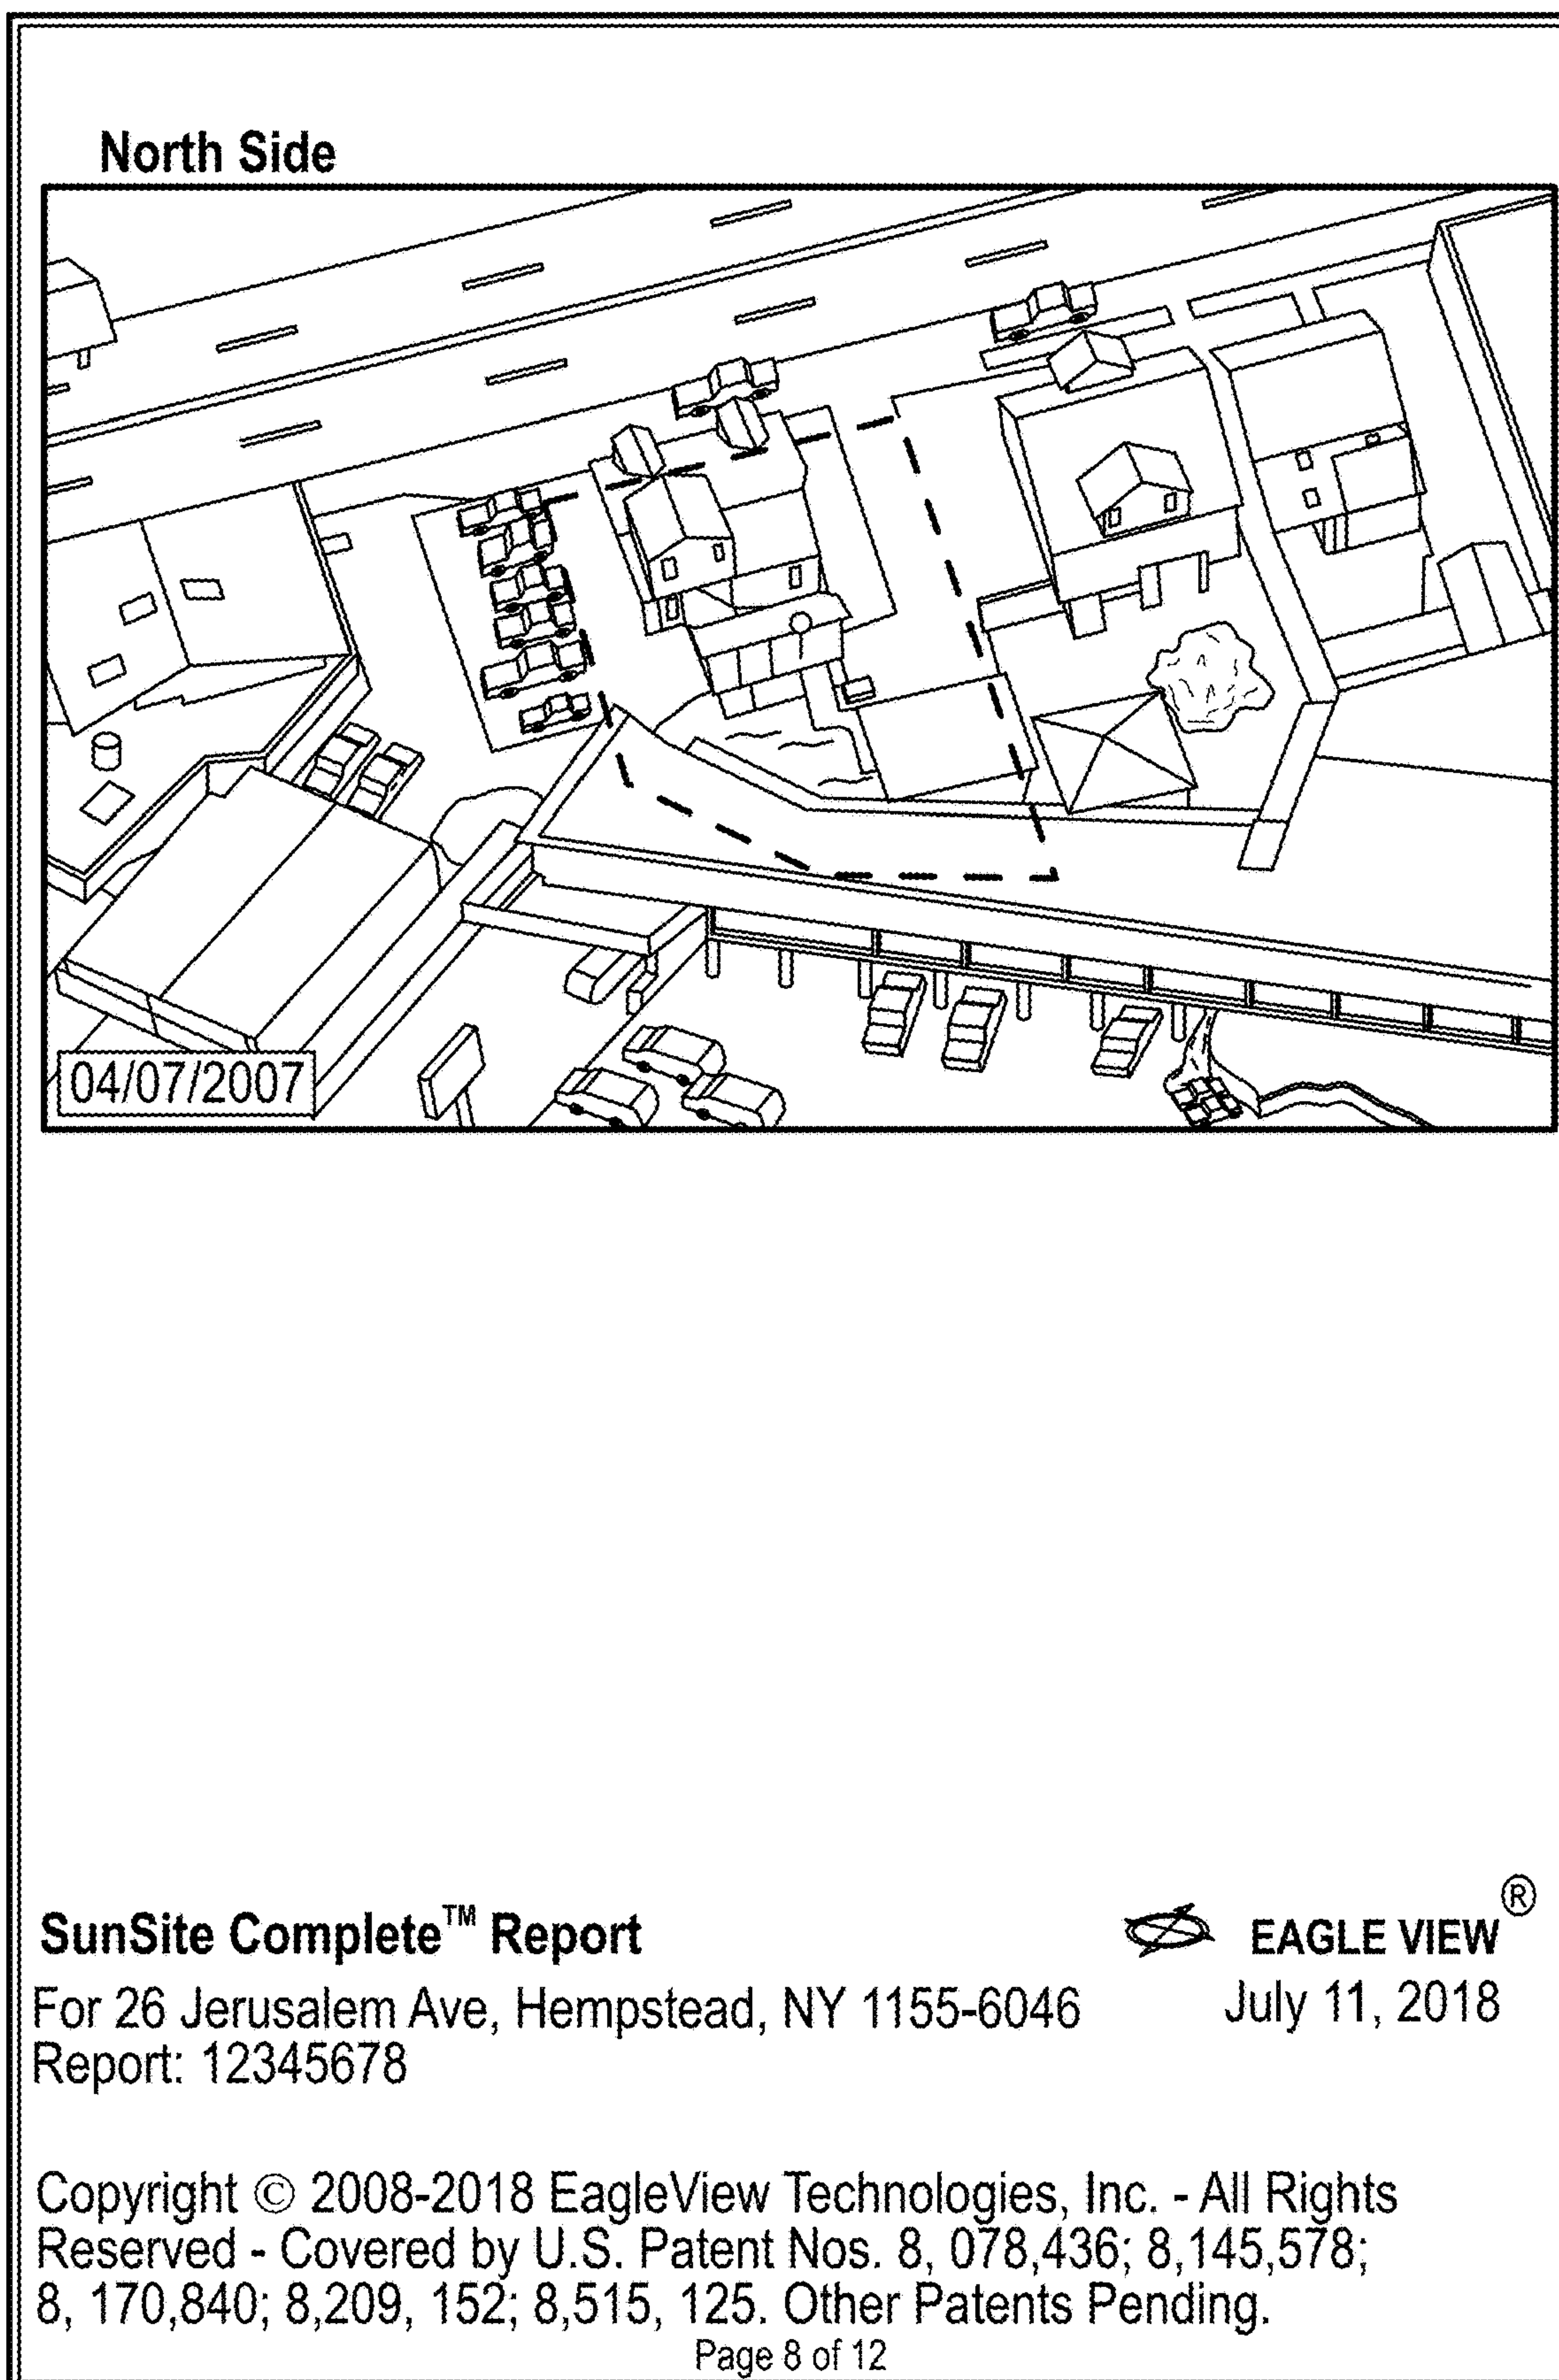 North Side
04/07/2007
SunSite Complete™ Report
EAGLE VIEW®
For 26 Jerusalem Ave, Hempstead, NY 1155-6046
July 11, 2018
Report: 12345678
Copyright © 2008-2018 EagleView Technologies, Inc. - All Rights
Reserved - Covered by U.S. Patent Nos. 8, 078,436; 8,145,578;
8, 170,840; 8,209, 152; 8,515, 125. Other Patents Pending.
Page 8 of 12